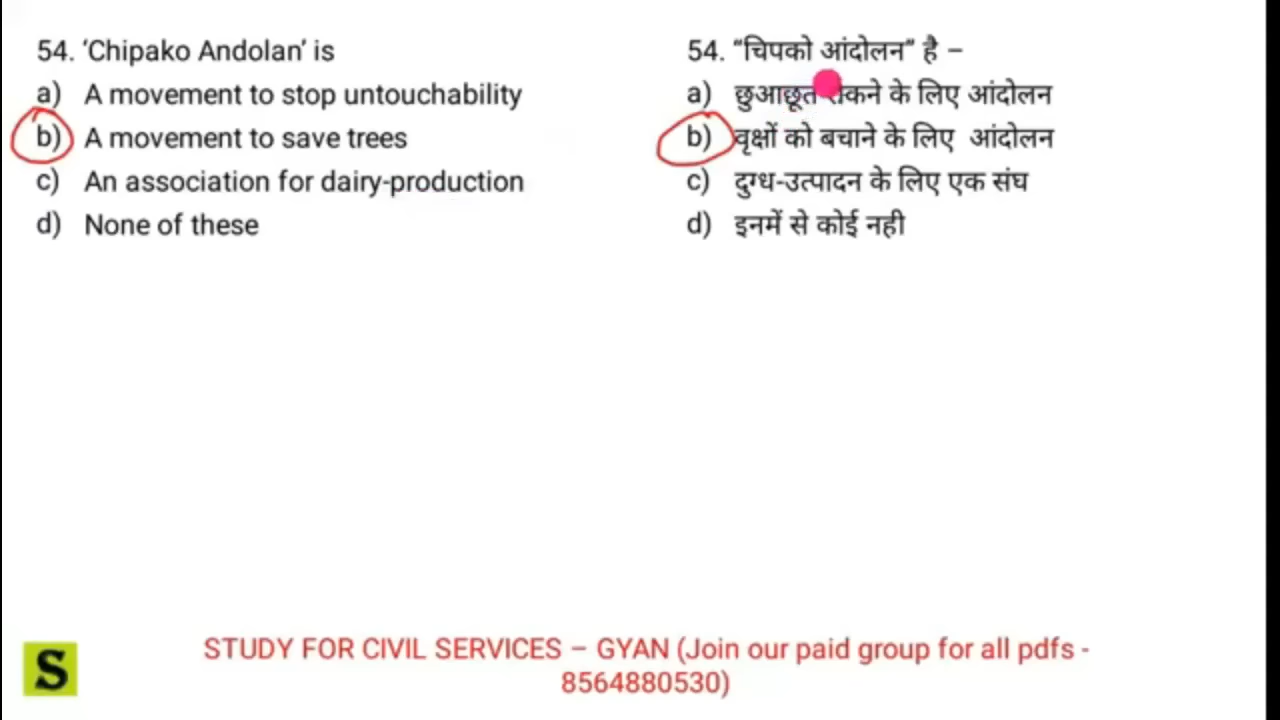 54. ‘Chipako Andolan’ is
a) A movement to stop untouchability
b) A movement to save trees
c) An association for dairy-production
d) None of these
54. “चिपको आंदोलन” है –
a) छुआछूत रोकने के लिए आंदोलन
b) वृक्षों को बचाने के लिए आंदोलन
c) दुग्ध-उत्पादन के लिए एक संघ
d) इनमें से कोई नही
S
STUDY FOR CIVIL SERVICES – GYAN (Join our paid group for all pdfs -
8564880530)